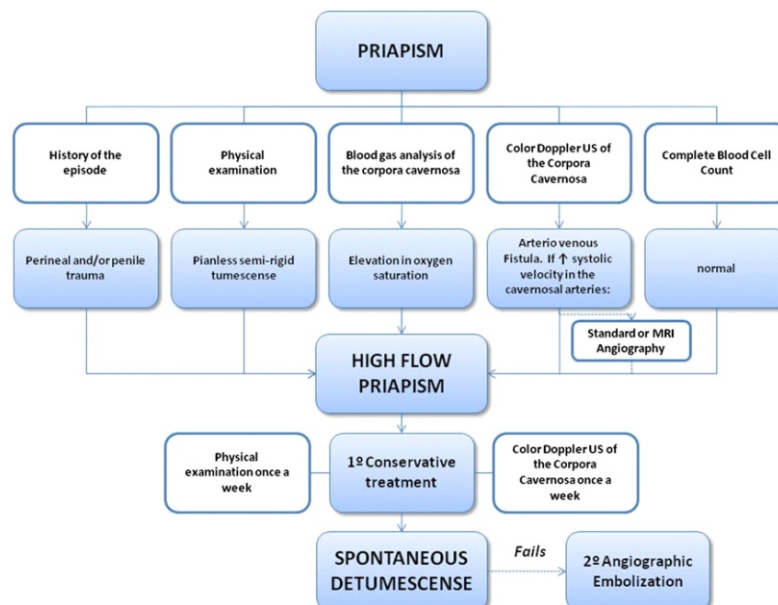 PRIAPISM
History of the
episode
Physical
examination
Blood gas analysis of
the corpora cavernosa
Color Doppler US of
the Corpora
Cavernosa
Complete Blood Cell
Count
Perineal and/or penile
trauma
Pianless semi-rigid
tumescense
Elevation in oxygen
saturation
Arterio venous
Fistula. If ↑ systolic
velocity in the
cavernosal arteries:
normal
Standard or MRI
Angiography
HIGH FLOW
PRIAPISM
Physical
examination once a
week
1º Conservative
treatment
Color Doppler US of
the Corpora
Cavernosa once a
week
SPONTANEOUS
DETUMESCENSE
Fails
2º Angiographic
Embolization